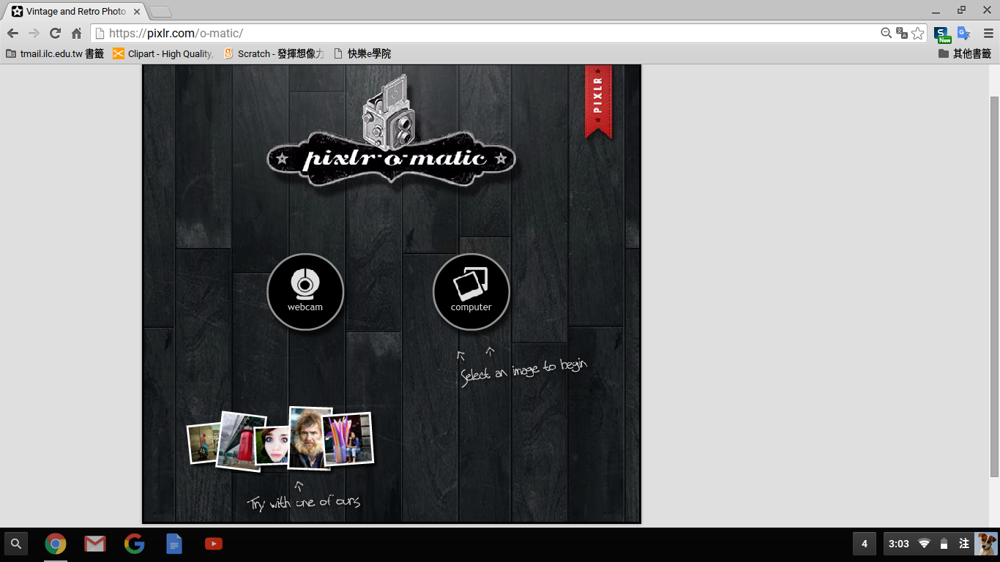 Vintage and Retro Photo
https://pixlr.com/o-matic/
New
tmail.ilc.edu.tw 書籤
Clipart - High Quality,
Scratch - 發揮想像力
快樂e學院
其他書籤
PIXLR
pixlr-o-matic
webcam
computer
Select an image to begin
Try with one of ours
4
3:03
注